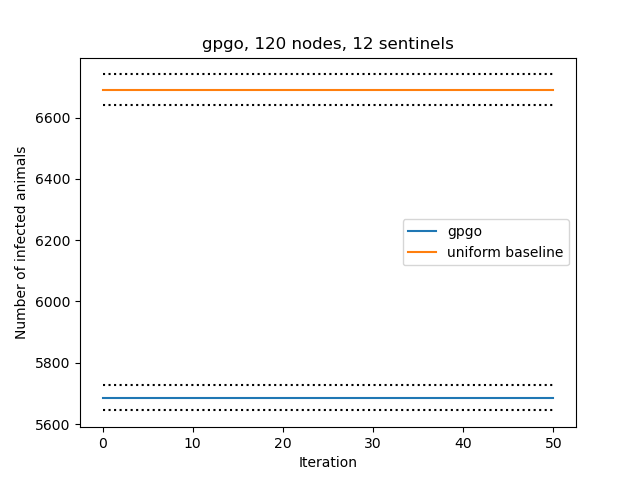 gpgo, 120 nodes, 12 sentinels
Number of infected animals
6600
6400
6200
6000
5800
5600
gpgo
uniform baseline
0 10 20 30 40 50
Iteration